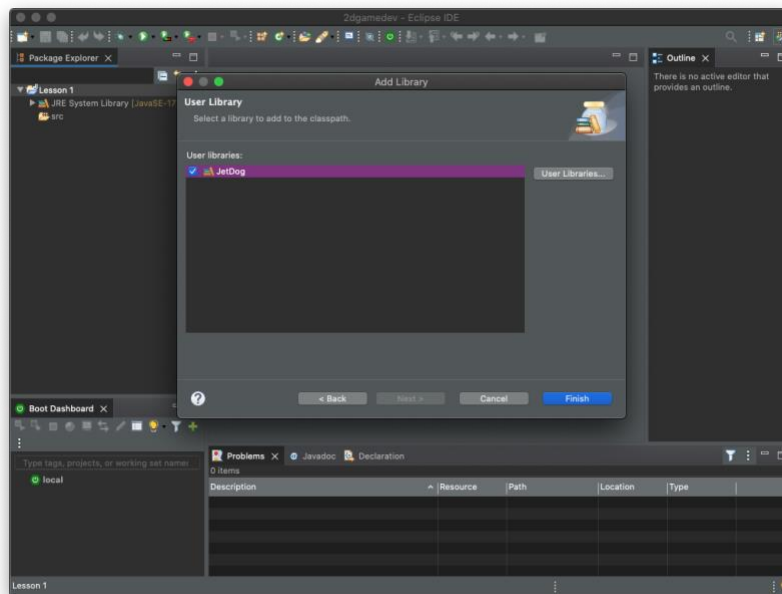 2dgamedev - Eclipse IDE
Package Explorer
Outline
There is no active editor that
provides an outline.
Lesson 1
JRE System Library [JavaSE-17
src
Add Library
User Library
Select a library to add to the classpath.
User libraries:
JetDog
User Libraries...
?
< Back
Next >
Cancel
Finish
Boot Dashboard
Type tags, projects, or working set names
local
Problems
Javadoc
Declaration
0 items
Description
Resource
Path
Location
Type
Lesson 1